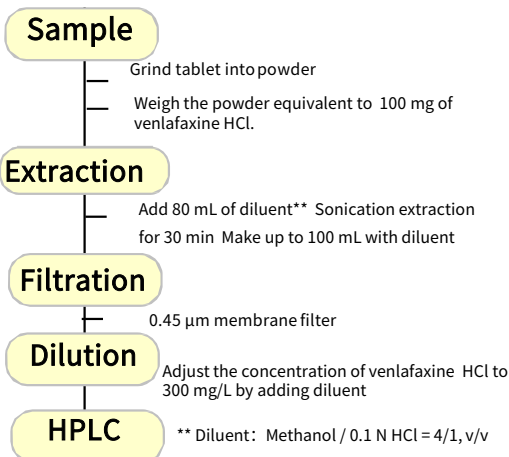 Sample
Grind tablet into powder
Weigh the powder equivalent to 100 mg of
venlafaxine HCl.
Extraction
Add 80 mL of diluent** Sonication extraction
for 30 min Make up to 100 mL with diluent
Filtration
0.45 µm membrane filter
Dilution
Adjust the concentration of venlafaxine HCl to
300 mg/L by adding diluent
HPLC
** Diluent: Methanol / 0.1 N HCl = 4/1, v/v